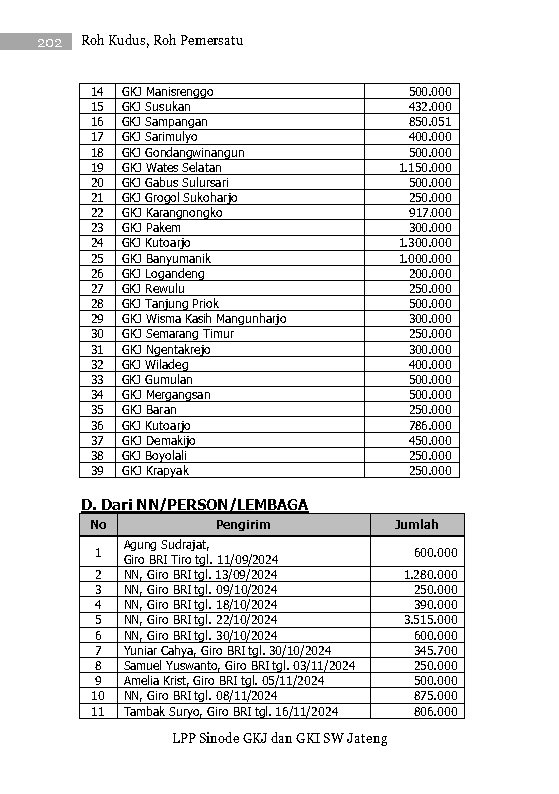 202 Roh Kudus, Roh Pemersatu
14 GKJ Manisrenggo 500.000
15 GKJ Susukan 432.000
16 GKJ Sampangan 850.051
17 GKJ Sarimulyo 400.000
18 GKJ Gondangwinangun 500.000
19 GKJ Wates Selatan 1.150.000
20 GKJ Gabus Sulursari 500.000
21 GKJ Grogol Sukoharjo 250.000
22 GKJ Karangnongko 917.000
23 GKJ Pakem 300.000
24 GKJ Kutoarjo 1.300.000
25 GKJ Banyumanik 1.000.000
26 GKJ Logandeng 200.000
27 GKJ Rewulu 250.000
28 GKJ Tanjung Priok 500.000
29 GKJ Wisma Kasih Mangunharjo 300.000
30 GKJ Semarang Timur 250.000
31 GKJ Ngentakrejo 300.000
32 GKJ Wiladeg 400.000
33 GKJ Gumulan 500.000
34 GKJ Mergangsan 500.000
35 GKJ Baran 250.000
36 GKJ Kutoarjo 786.000
37 GKJ Demakijo 450.000
38 GKJ Boyolali 250.000
39 GKJ Krapyak 250.000
D. Dari NN/PERSON/LEMBAGA
No Pengirim Jumlah
1 Agung Sudrajat,
Giro BRI Tiro tgl. 11/09/2024 600.000
2 NN, Giro BRI tgl. 13/09/2024 1.280.000
3 NN, Giro BRI tgl. 09/10/2024 250.000
4 NN, Giro BRI tgl. 18/10/2024 390.000
5 NN, Giro BRI tgl. 22/10/2024 3.515.000
6 NN, Giro BRI tgl. 30/10/2024 600.000
7 Yuniar Cahya, Giro BRI tgl. 30/10/2024 345.700
8 Samuel Yuswanto, Giro BRI tgl. 03/11/2024 250.000
9 Amelia Krist, Giro BRI tgl. 05/11/2024 500.000
10 NN, Giro BRI tgl. 08/11/2024 875.000
11 Tambak Suryo, Giro BRI tgl. 16/11/2024 806.000
LPP Sinode GKJ dan GKI SW Jateng